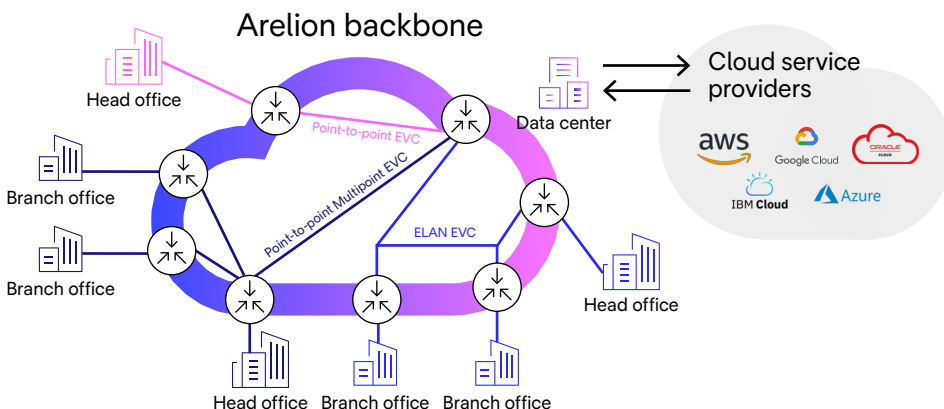 Arelion backbone
Head office
Point-to-point EVC
Data center
Cloud service
providers
aws
Google Cloud
ORACLE
CLOUD
IBM Cloud
Azure
Branch office
Point-to-point Multipoint EVC
ELAN EVC
Branch office
Head office
Head office
Branch office
Branch office